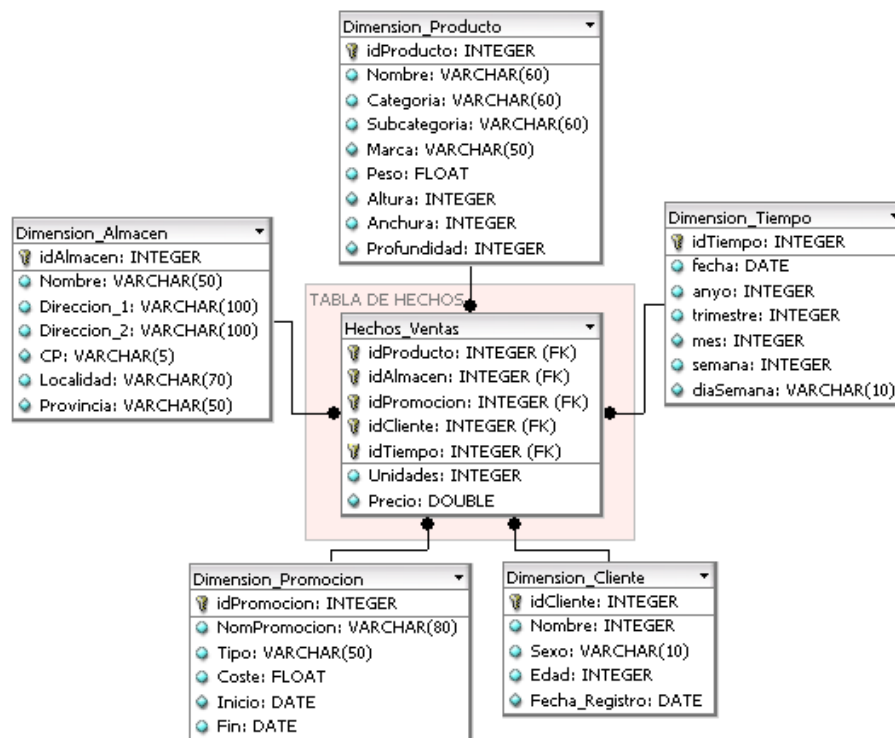 Dimension_Producto
idProducto: INTEGER
Nombre: VARCHAR(60)
Categoria: VARCHAR(60)
Subcategoria: VARCHAR(60)
Marca: VARCHAR(50)
Peso: FLOAT
Altura: INTEGER
Anchura: INTEGER
Profundidad: INTEGER
Dimension_Almacen
idAlmacen: INTEGER
Nombre: VARCHAR(50)
Direccion_1: VARCHAR(100)
Direccion_2: VARCHAR(100)
CP: VARCHAR(5)
Localidad: VARCHAR(70)
Provincia: VARCHAR(50)
Dimension_Tiempo
idTiempo: INTEGER
fecha: DATE
anyo: INTEGER
trimestre: INTEGER
mes: INTEGER
semana: INTEGER
diaSemana: VARCHAR(10)
TABLA DE HECHOS
Hechos_Ventas
idProducto: INTEGER (FK)
idAlmacen: INTEGER (FK)
idPromocion: INTEGER (FK)
idCliente: INTEGER (FK)
idTiempo: INTEGER (FK)
Unidades: INTEGER
Precio: DOUBLE
Dimension_Promocion
idPromocion: INTEGER
NomPromocion: VARCHAR(80)
Tipo: VARCHAR(50)
Coste: FLOAT
Inicio: DATE
Fin: DATE
Dimension_Cliente
idCliente: INTEGER
Nombre: INTEGER
Sexo: VARCHAR(10)
Edad: INTEGER
Fecha_Registro: DATE